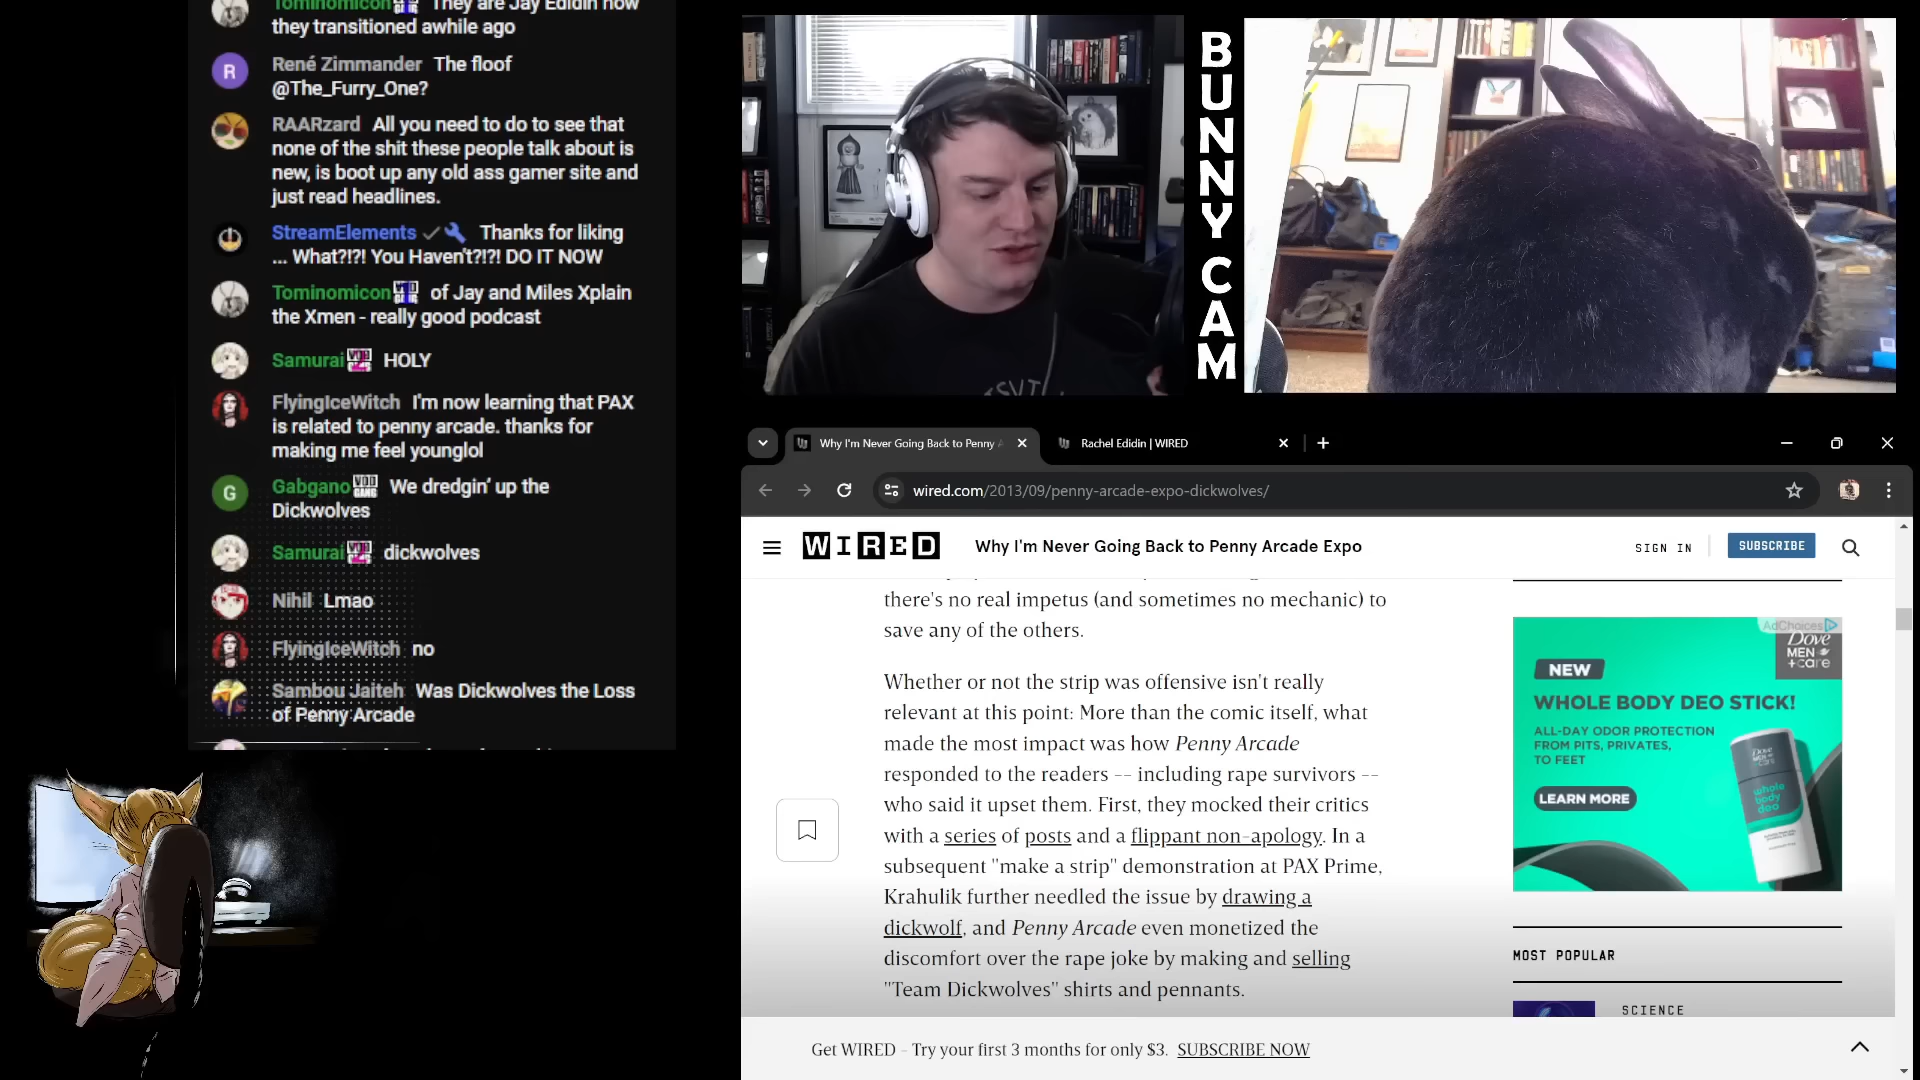 Tominomicon They are Jay Edidin now
they transitioned awhile ago
R
René Zimmander The floof
@The_Furry_One?
RAARzard All you need to do to see that
none of the shit these people talk about is
new, is boot up any old ass gamer site and
just read headlines.
StreamElements Thanks for liking
... What?!?! You Haven't?!?! DO IT NOW
Tominomicon of Jay and Miles Xplain
the Xmen - really good podcast
Samurai HOLY
FlyingIceWitch I'm now learning that PAX
is related to penny arcade. thanks for
making me feel younglol
G
Gabgano We dredgin' up the
Dickwolves
Samurai dickwolves
Nihil Lmao
FlyingIceWitch no
Sambou Jaiteh Was Dickwolves the Loss
of Penny Arcade
BUNNY CAM
Why I'm Never Going Back to Penny A
Rachel Edidin | WIRED
wired.com/2013/09/penny-arcade-expo-dickwolves/
WIRED
Why I'm Never Going Back to Penny Arcade Expo
SIGN IN
SUBSCRIBE
there's no real impetus (and sometimes no mechanic) to
save any of the others.
Whether or not the strip was offensive isn't really
relevant at this point: More than the comic itself, what
made the most impact was how Penny Arcade
responded to the readers -- including rape survivors --
who said it upset them. First, they mocked their critics
with a series of posts and a flippant non-apology. In a
subsequent "make a strip" demonstration at PAX Prime,
Krahulik further needled the issue by drawing a
dickwolf, and Penny Arcade even monetized the
discomfort over the rape joke by making and selling
"Team Dickwolves" shirts and pennants.
AdChoices
Dove
MEN
+care
NEW
WHOLE BODY DEO STICK!
ALL-DAY ODOR PROTECTION
FROM PITS, PRIVATES,
TO FEET
LEARN MORE
whole
body
deo
MOST POPULAR
SCIENCE
Get WIRED - Try your first 3 months for only $3. SUBSCRIBE NOW